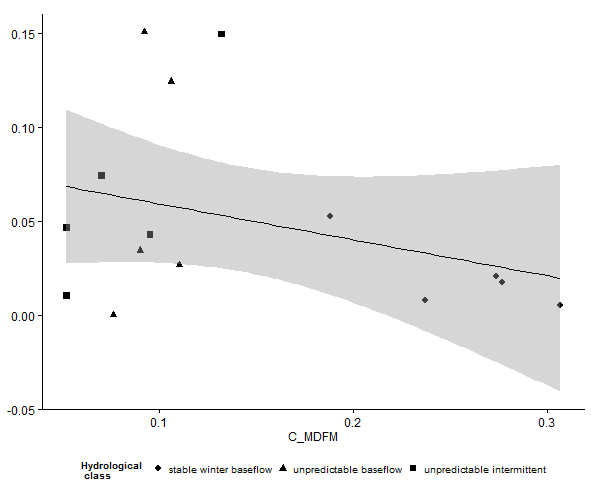 0.15
0.10
0.05
0.00
-0.05
0.1 0.2 0.3
C_MDFM
Hydrological
class
stable winter baseflow unpredictable baseflow unpredictable intermittent